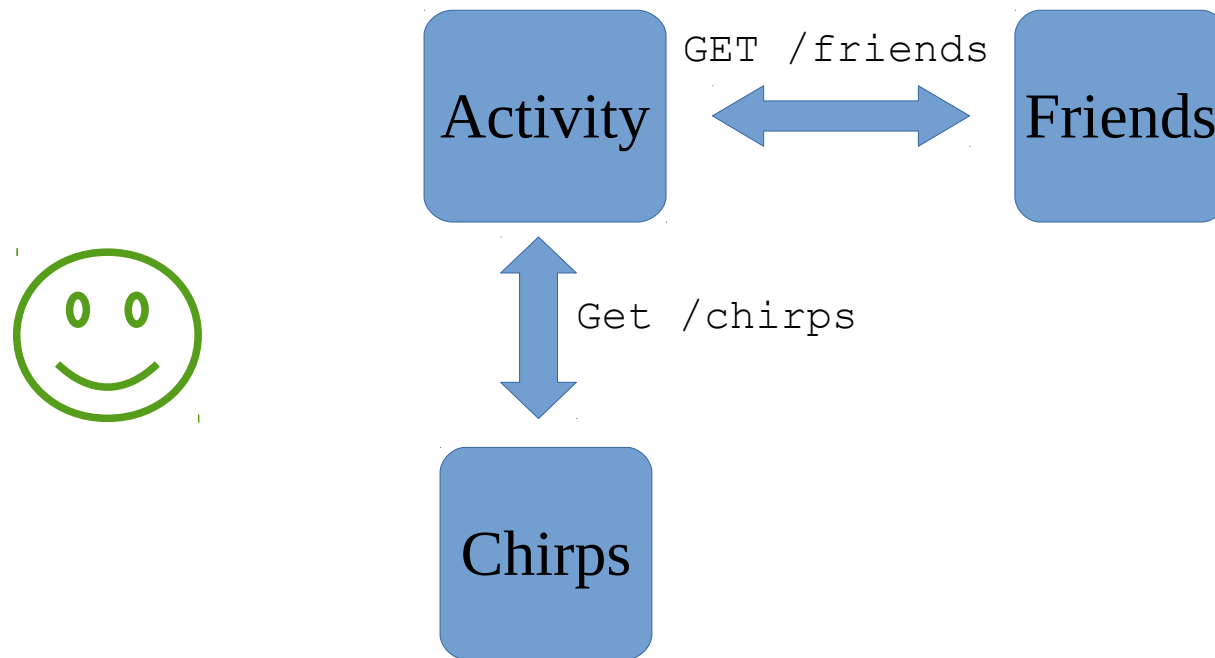 GET /friends
Activity
Friends
Get /chirps
Chirps